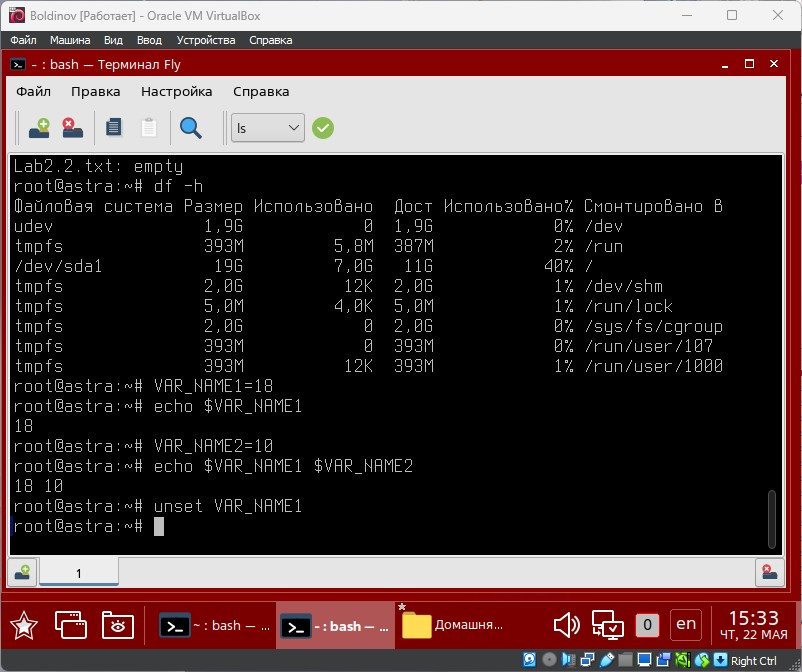 Boldinov [Работает] - Oracle VM VirtualBox
Файл Машина Вид Ввод Устройства Справка
- : bash — Терминал Fly
Файл Правка Настройка Справка
ls
Lab2.2.txt: empty
root@astra:~# df -h
Файловая система Размер Использовано Дост Использовано% Смонтировано в
udev 1,9G 0 1,9G 0% /dev
tmpfs 393M 5,8M 387M 2% /run
/dev/sda1 19G 7,0G 11G 40% /
tmpfs 2,0G 12K 2,0G 1% /dev/shm
tmpfs 5,0M 4,0K 5,0M 1% /run/lock
tmpfs 2,0G 0 2,0G 0% /sys/fs/cgroup
tmpfs 393M 0 393M 0% /run/user/107
tmpfs 393M 12K 393M 1% /run/user/1000
root@astra:~# VAR_NAME1=18
root@astra:~# echo $VAR_NAME1
18
root@astra:~# VAR_NAME2=10
root@astra:~# echo $VAR_NAME1 $VAR_NAME2
18 10
root@astra:~# unset VAR_NAME1
root@astra:~#
1
~ : bash — ... - : bash — ... Домашня... 0 en 15:33
ЧТ, 22 МАЯ
Right Ctrl